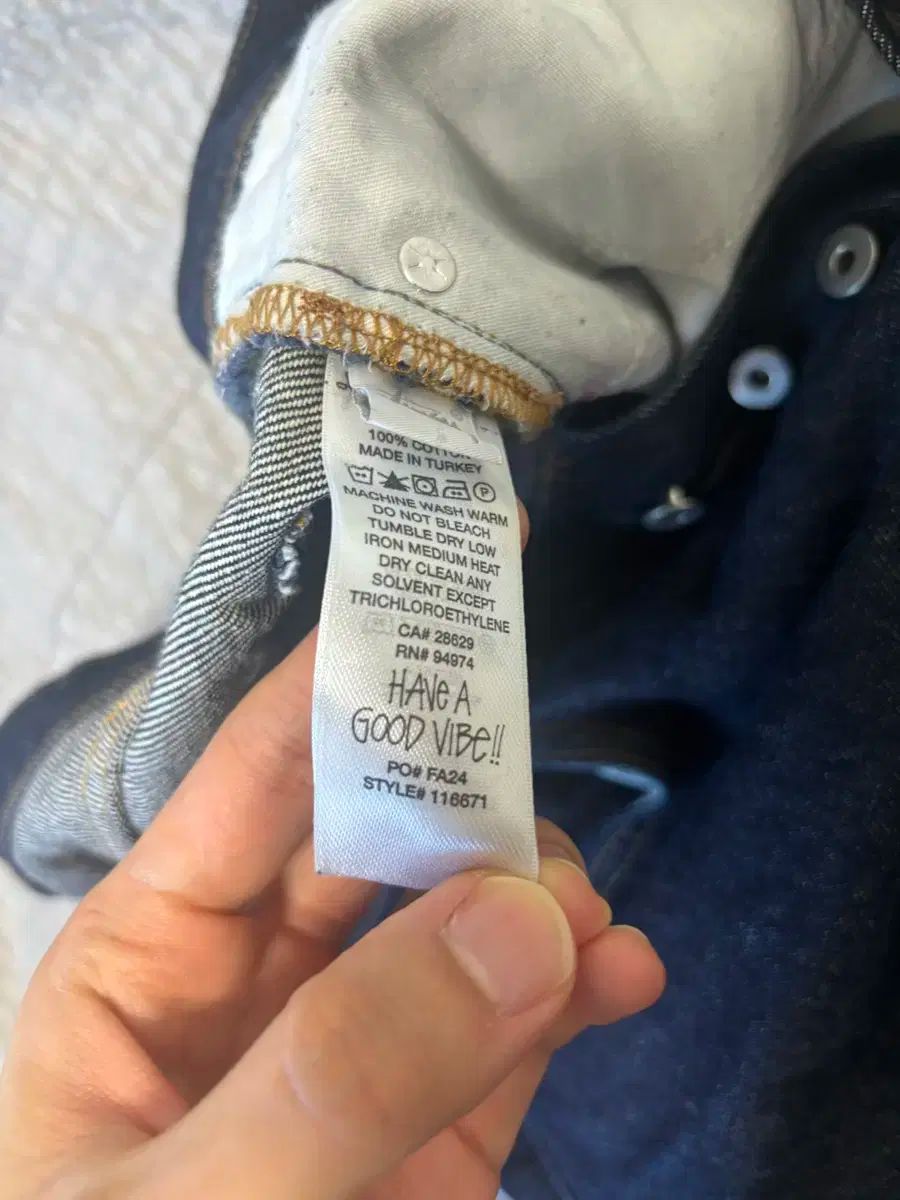 100% COTTON
MADE IN TURKEY
P
MACHINE WASH WARM
DO NOT BLEACH
TUMBLE DRY LOW
IRON MEDIUM HEAT
DRY CLEAN ANY
SOLVENT EXCEPT
TRICHLOROETHYLENE
CA# 28629
RN# 94974
HAVE A
GOOD VIBE!!
PO# FA24
STYLE# 116671